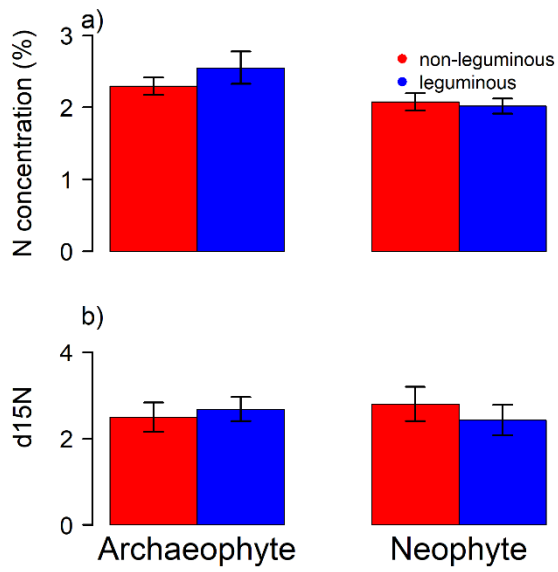 a)
N concentration (%)
3
2
1
0
non-leguminous
leguminous
b)
d15N
4
2
0
Archaeophyte
Neophyte